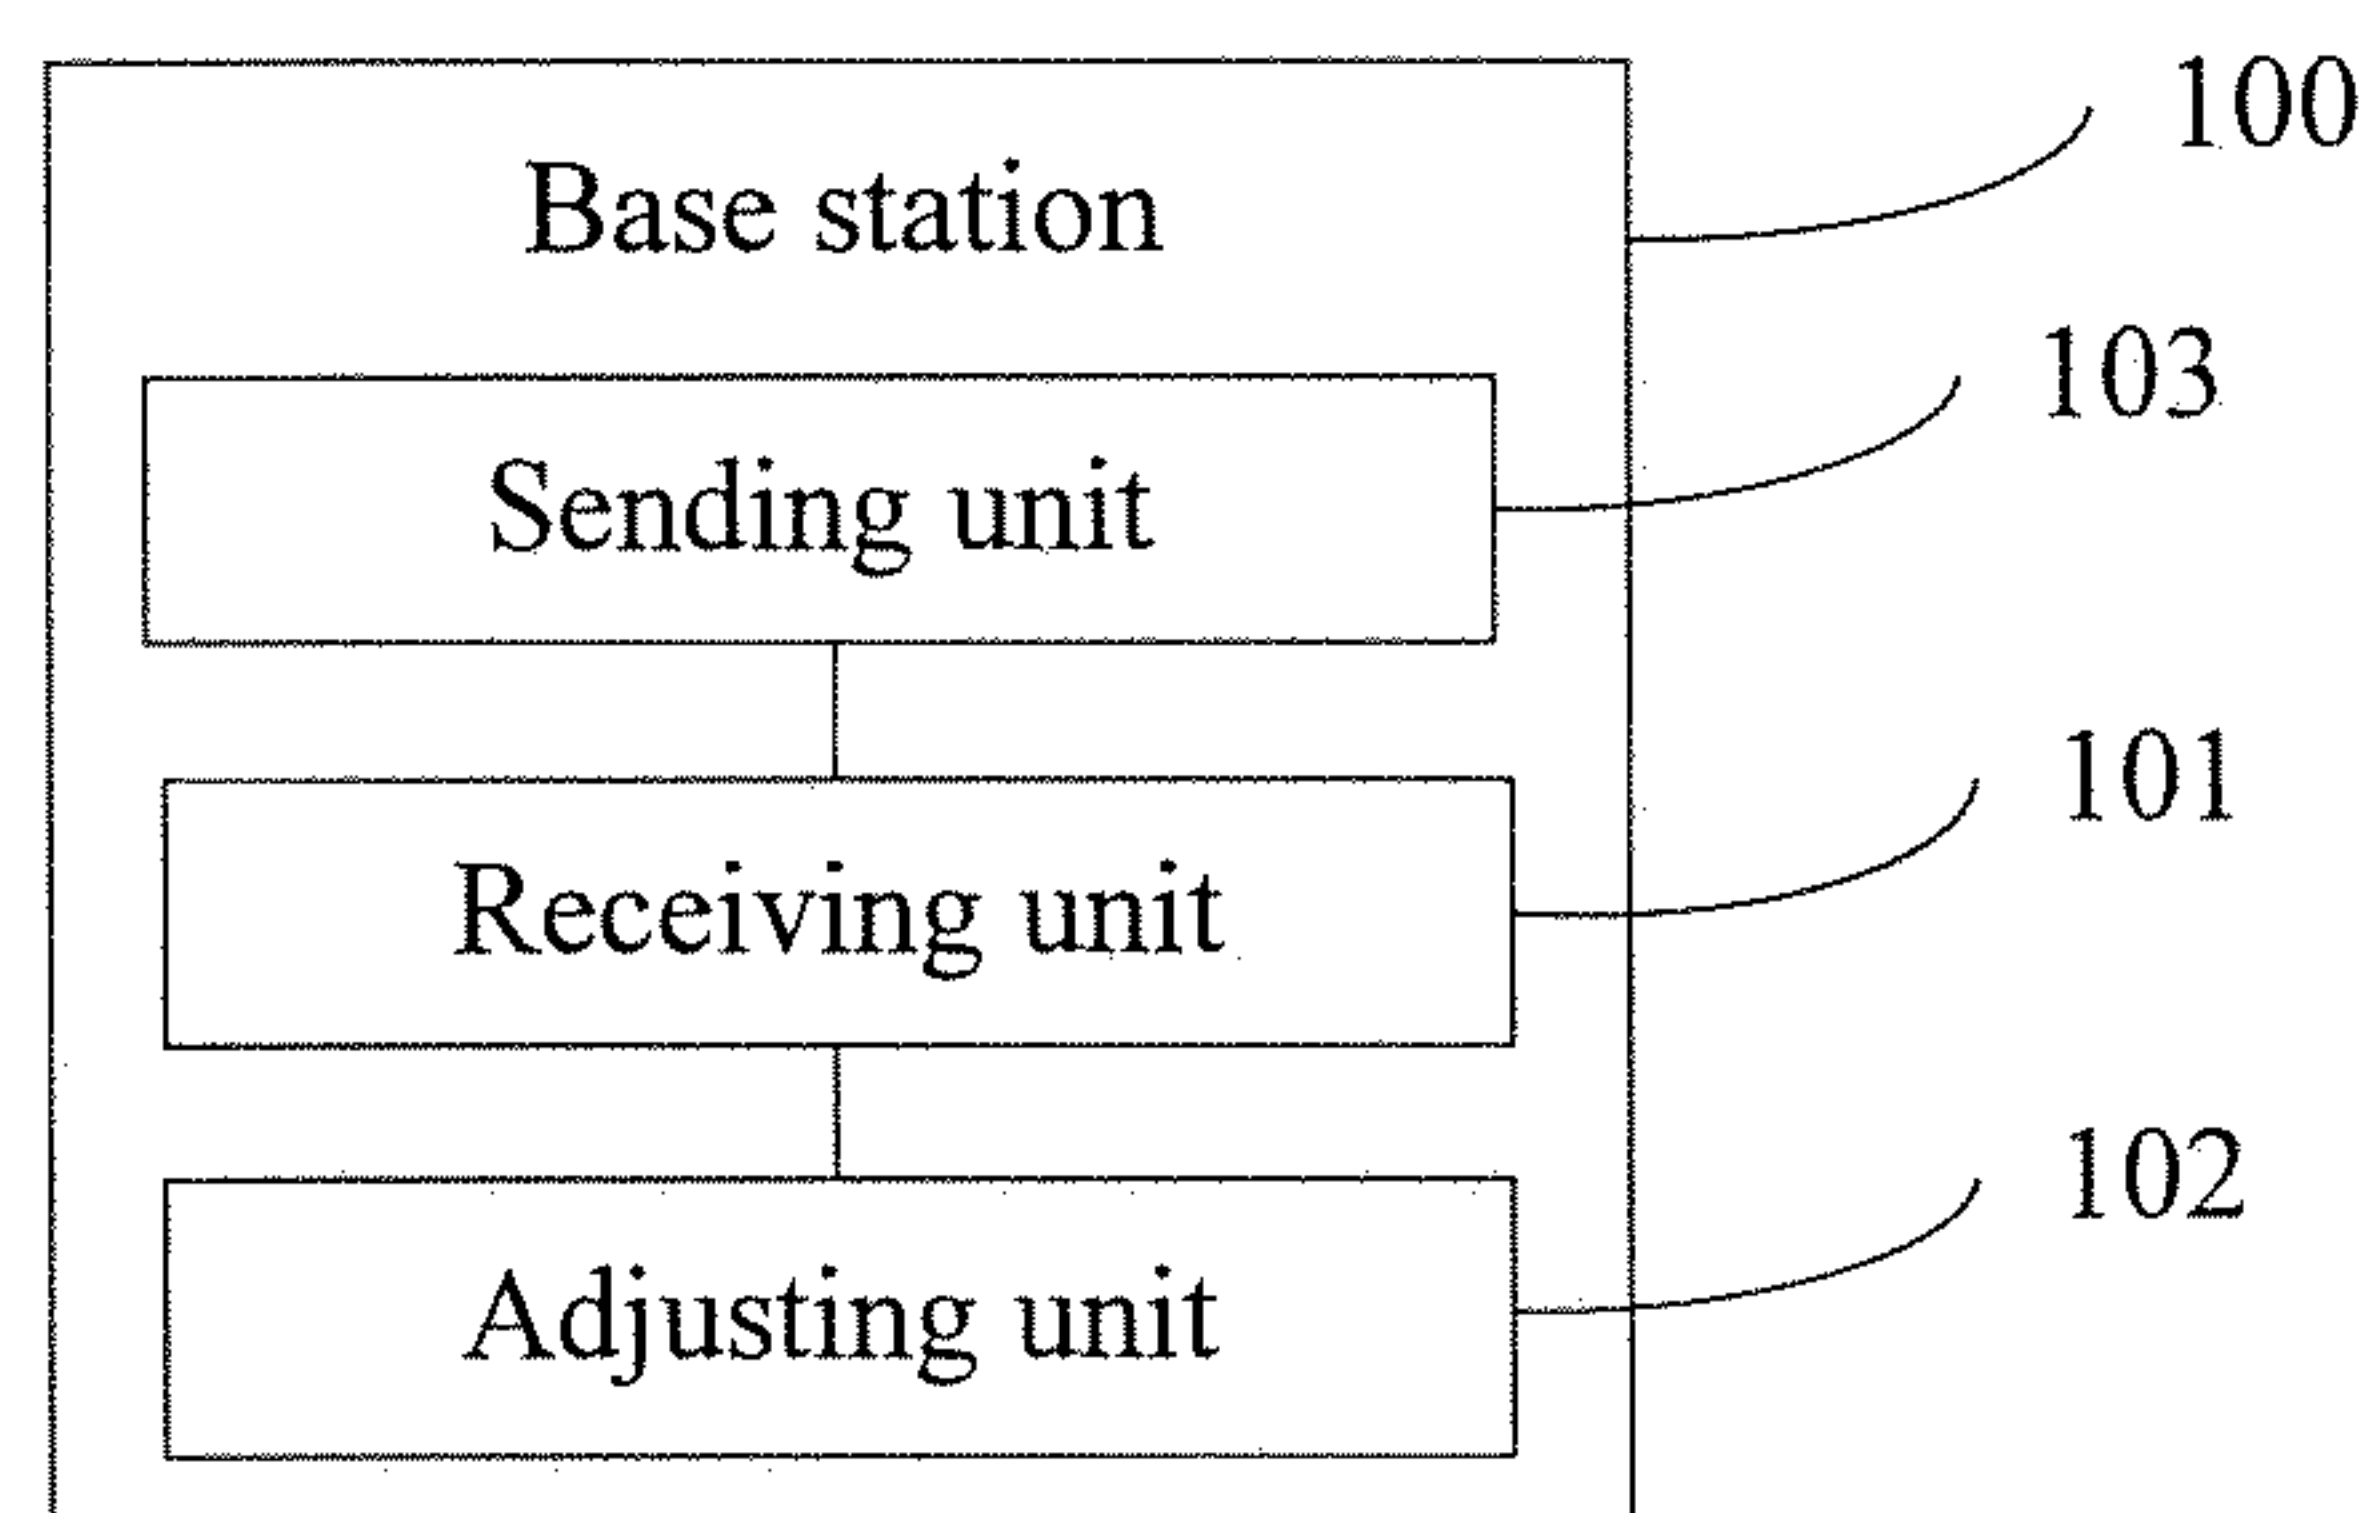 100
Base station
103
Sending unit
101
Receiving unit
102
Adjusting unit